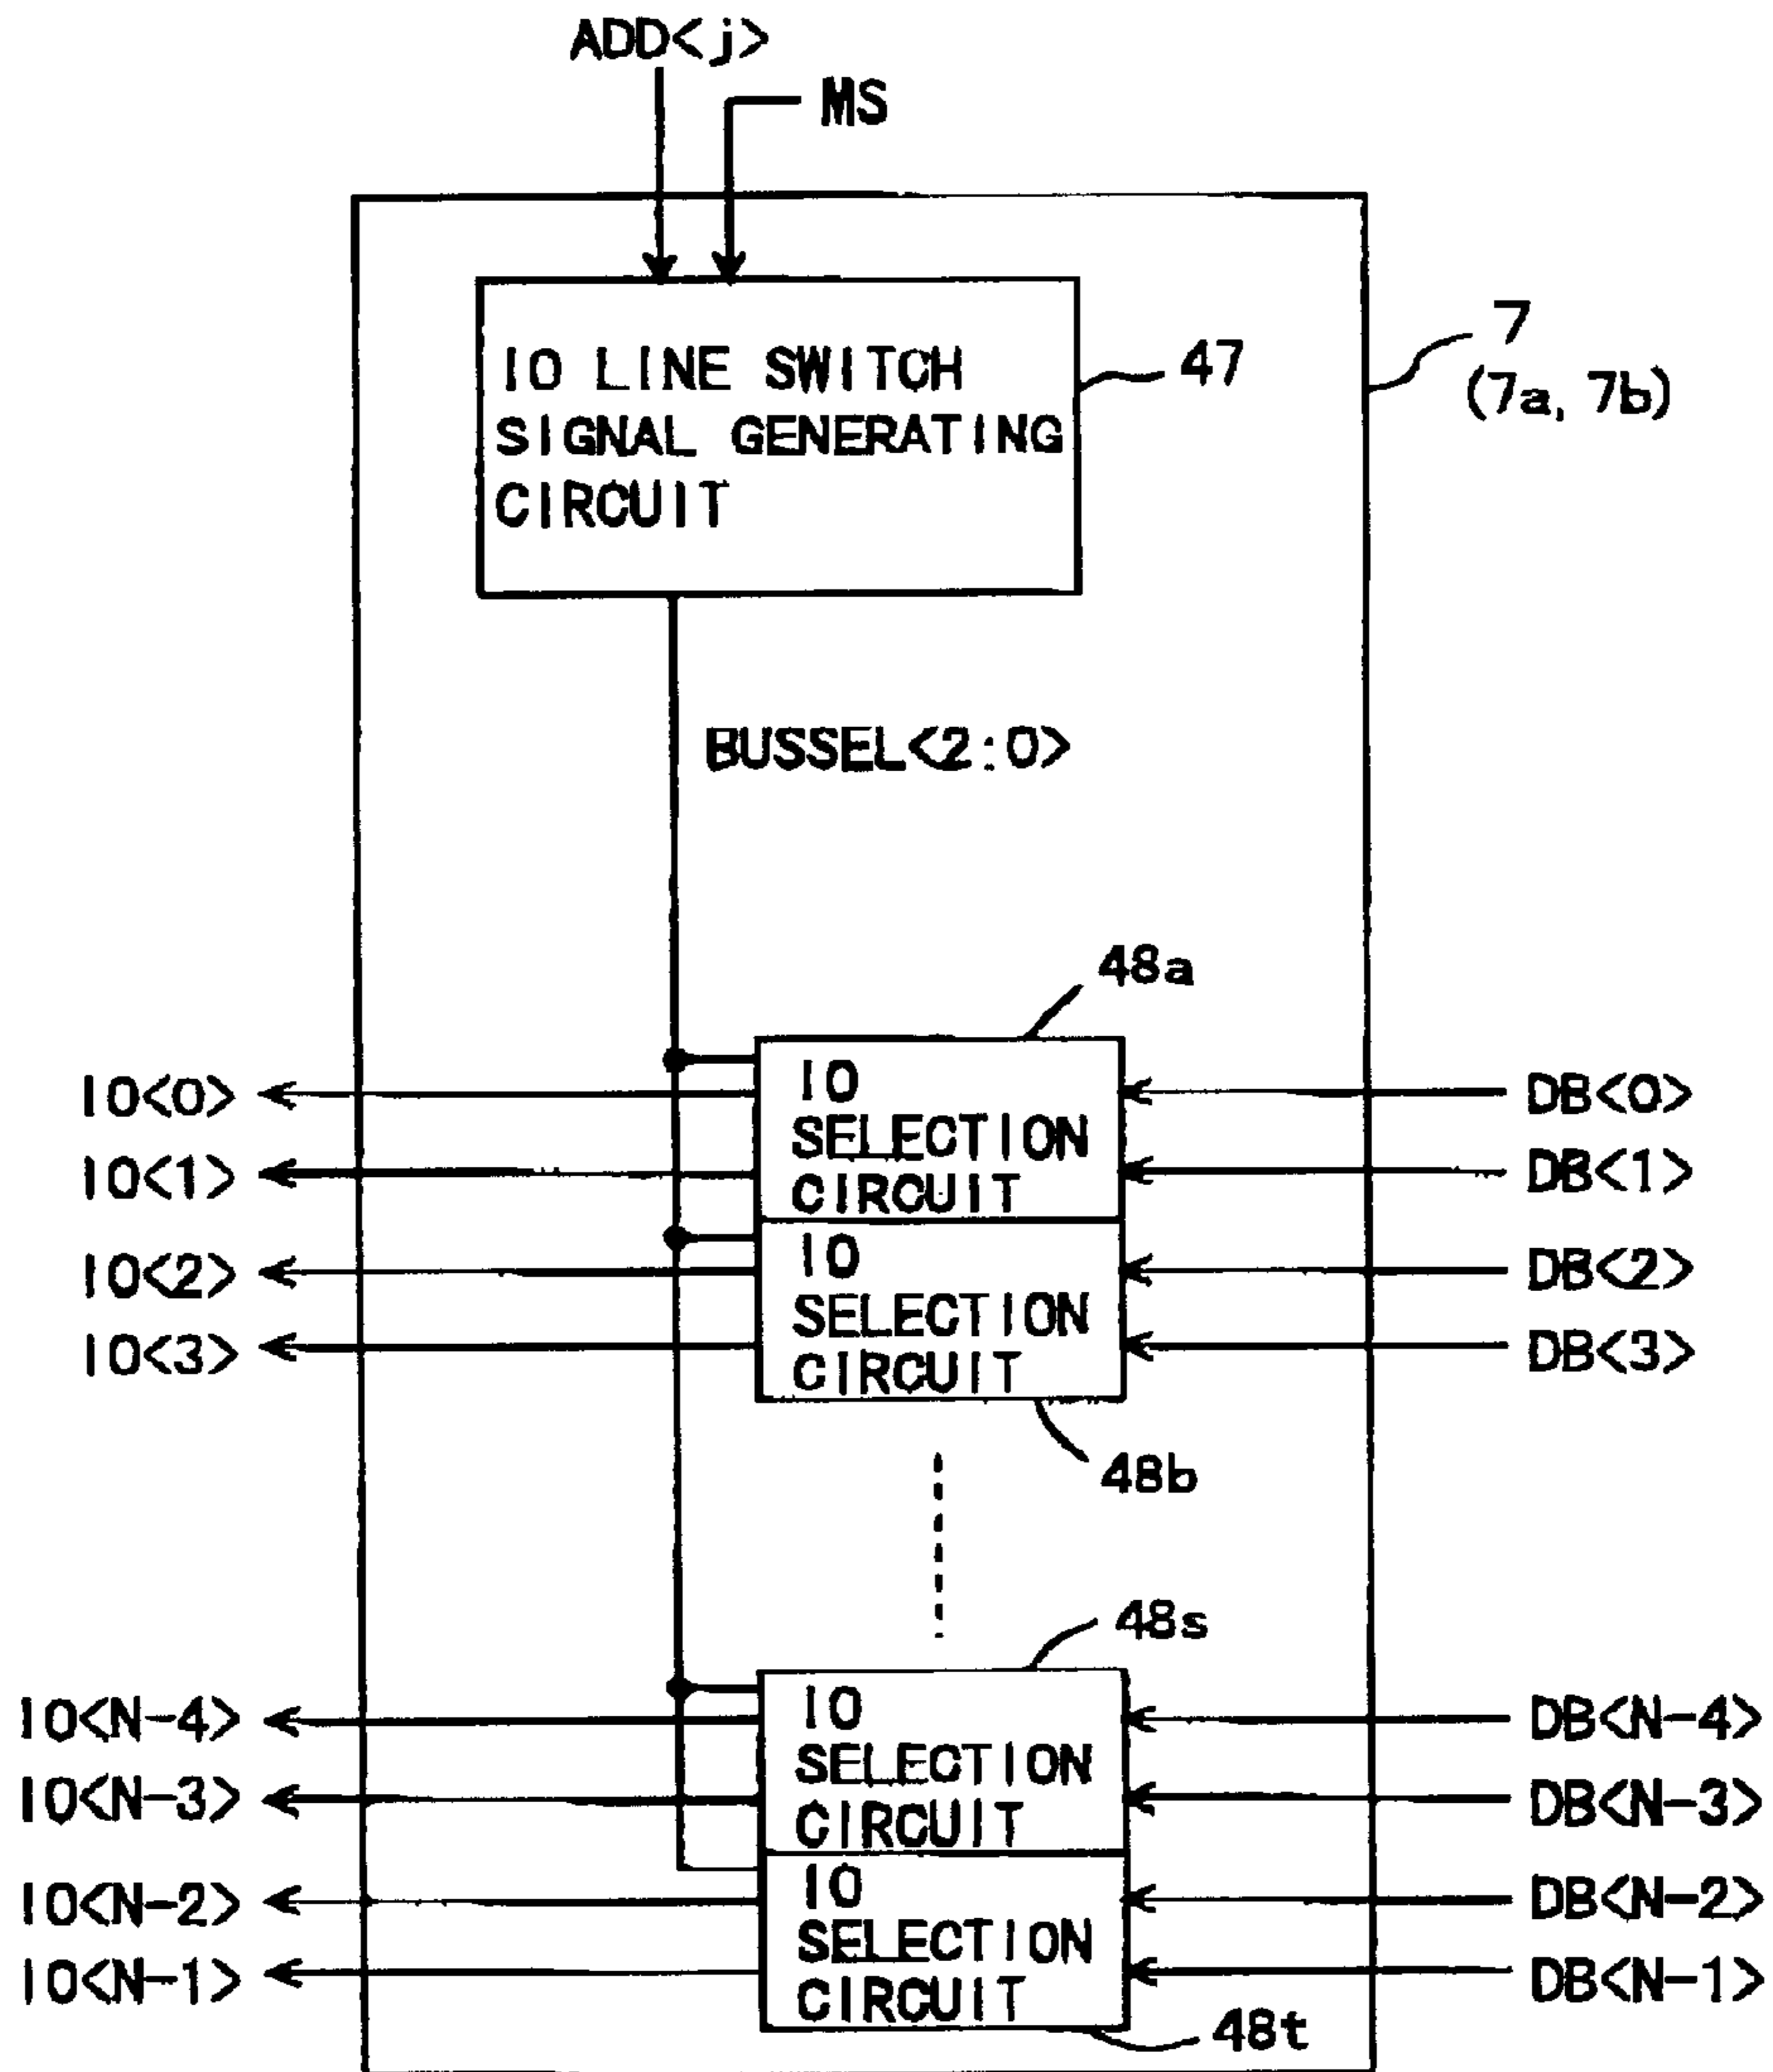 ADD<j>
MS
IO LINE SWITCH
SIGNAL GENERATING
CIRCUIT
47
7
(7a, 7b)
BUSSEL<2:0>
48a
IO
SELECTION
CIRCUIT
IO<0>
DB<0>
IO<1>
DB<1>
IO
SELECTION
CIRCUIT
IO<2>
DB<2>
IO<3>
DB<3>
48b
48s
IO
SELECTION
CIRCUIT
IO<N-4>
DB<N-4>
IO<N-3>
DB<N-3>
IO
SELECTION
CIRCUIT
IO<N-2>
DB<N-2>
IO<N-1>
DB<N-1>
48t